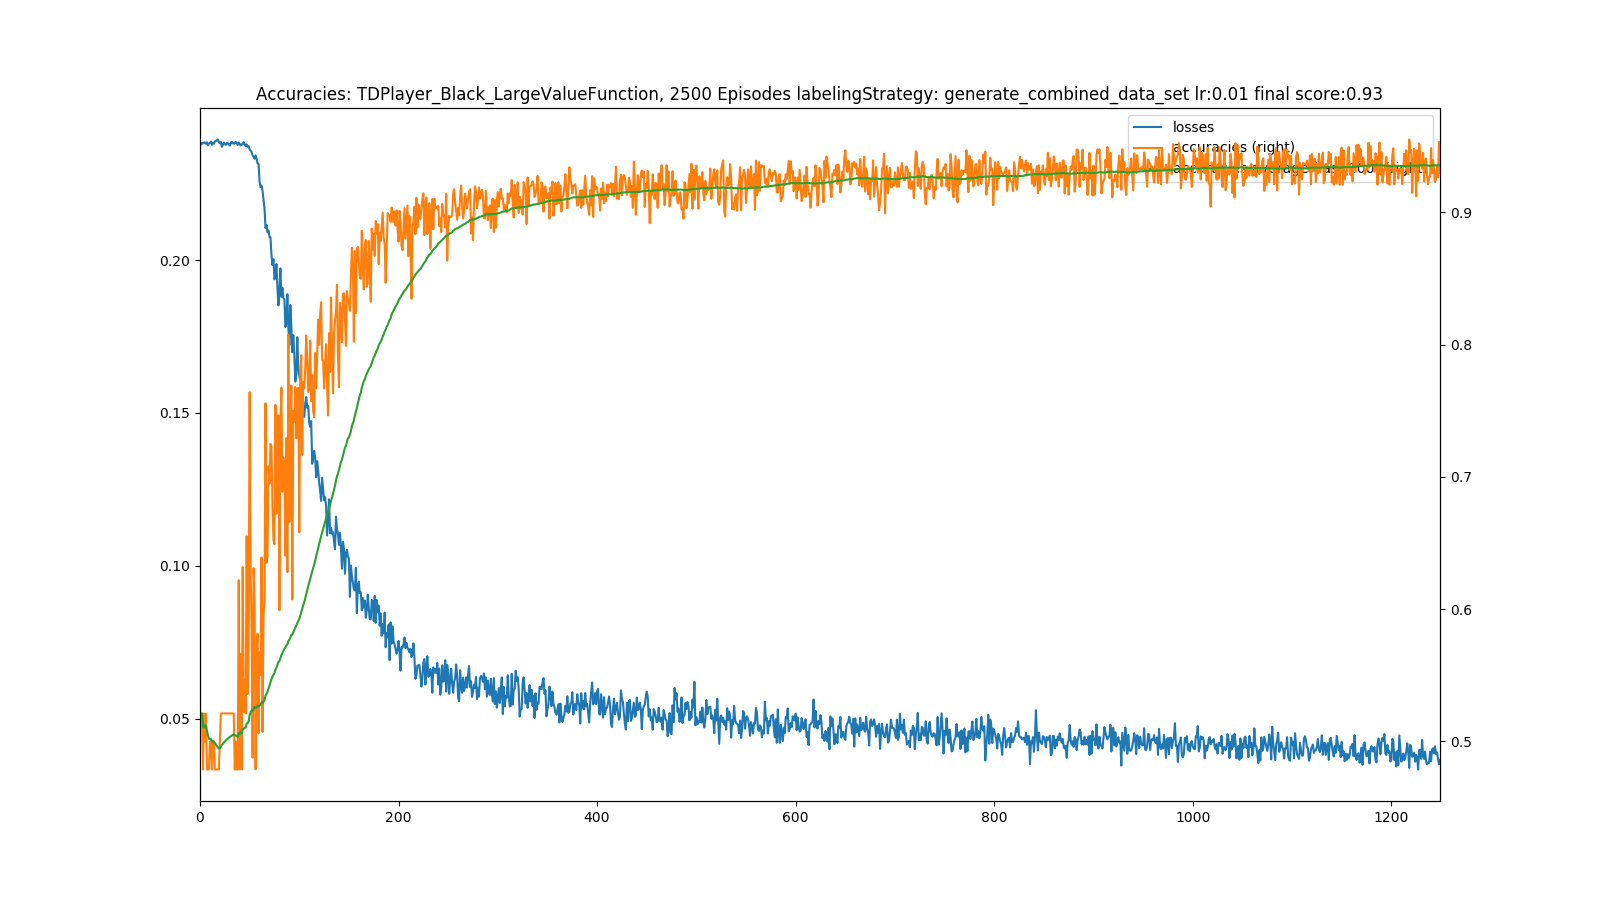 Accuracies: TDPlayer_Black_LargeValueFunction, 2500 Episodes labelingStrategy: generate_combined_data_set lr:0.01 final score:0.93
losses
accuracies (right)
0.20
0.15
0.10
0.05
0.9
0.8
0.7
0.6
0.5
0 200 400 600 800 1000 1200